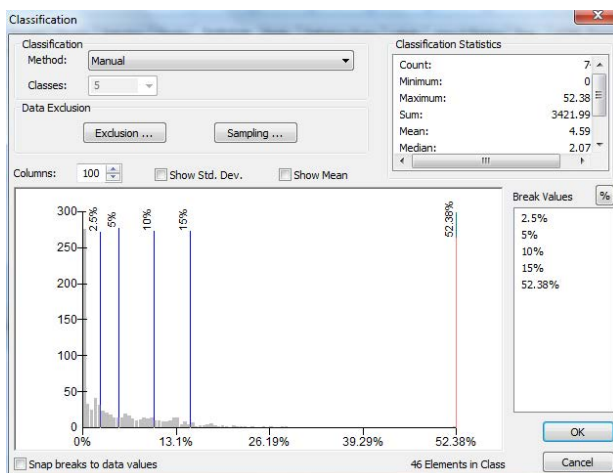 Classification
Classification
Method: Manual
Classes: 5
Data Exclusion
Exclusion ...
Sampling ...
Classification Statistics
Count: 7
Minimum: 0
Maximum: 52.38
Sum: 3421.99
Mean: 4.59
Median: 2.07
Columns: 100
Show Std. Dev.
Show Mean
Break Values
%
2.5%
5%
10%
15%
52.38%
300
250
200
150
100
50
0
2.5%
5%
10%
15%
52.38%
0%
13.1%
26.19%
39.29%
52.38%
OK
Cancel
Snap breaks to data values
46 Elements in Class